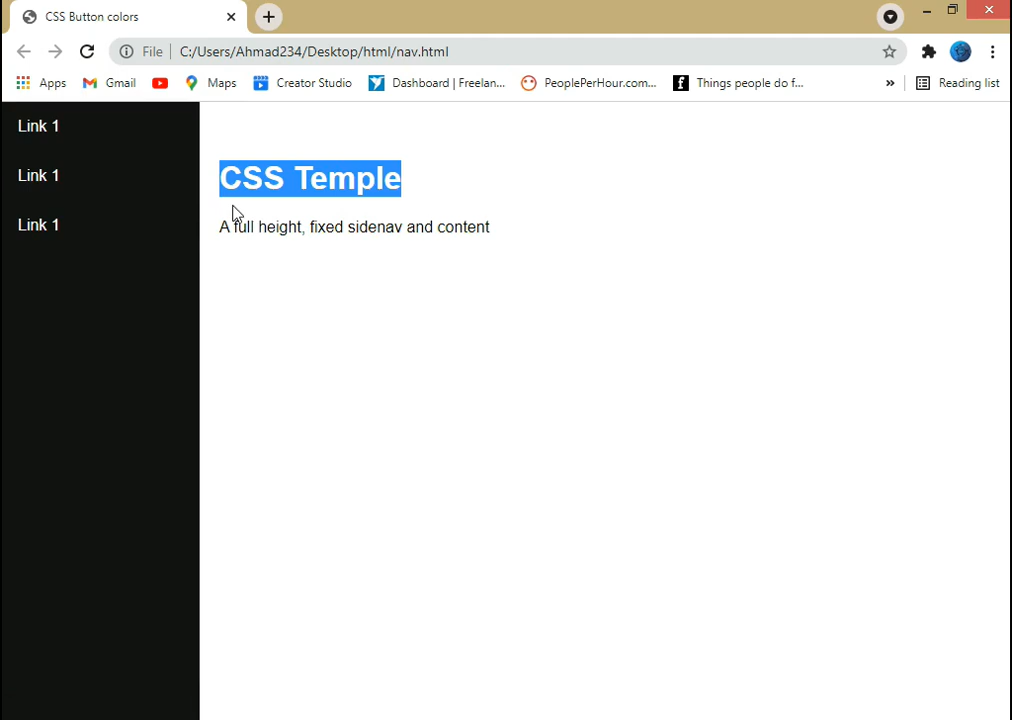 CSS Button colors
File C:/Users/Ahmad234/Desktop/html/nav.html
Apps Gmail Maps Creator Studio Dashboard | Freelan... PeoplePerHour.com... Things people do f... » Reading list
Link 1
CSS Temple
Link 1
A full height, fixed sidenav and content
Link 1